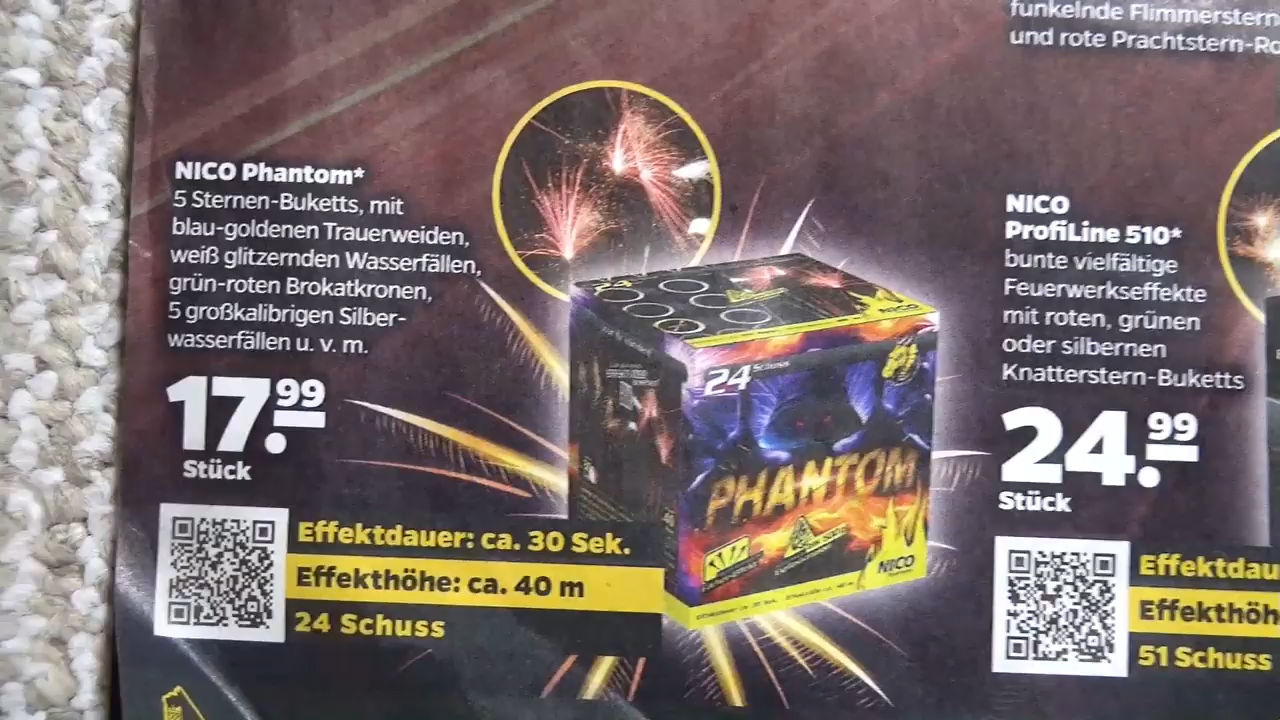 funkelnde Flimmerstern
und rote Prachtstern-Ro
NICO Phantom*
5 Sternen-Buketts, mit
blau-goldenen Trauerweiden,
weiß glitzernden Wasserfällen,
grün-roten Brokatkronen,
5 großkalibrigen Silber-
wasserfällen u. v. m.
17.99
Stück
Effektdauer: ca. 30 Sek.
Effekthöhe: ca. 40 m
24 Schuss
NICO
24 Schuss
PHANTOM
NICO
NICO
ProfiLine 510*
bunte vielfältige
Feuerwerkseffekte
mit roten, grünen
oder silbernen
Knatterstern-Buketts
24.99
Stück
Effektdau
Effekthöh
51 Schuss